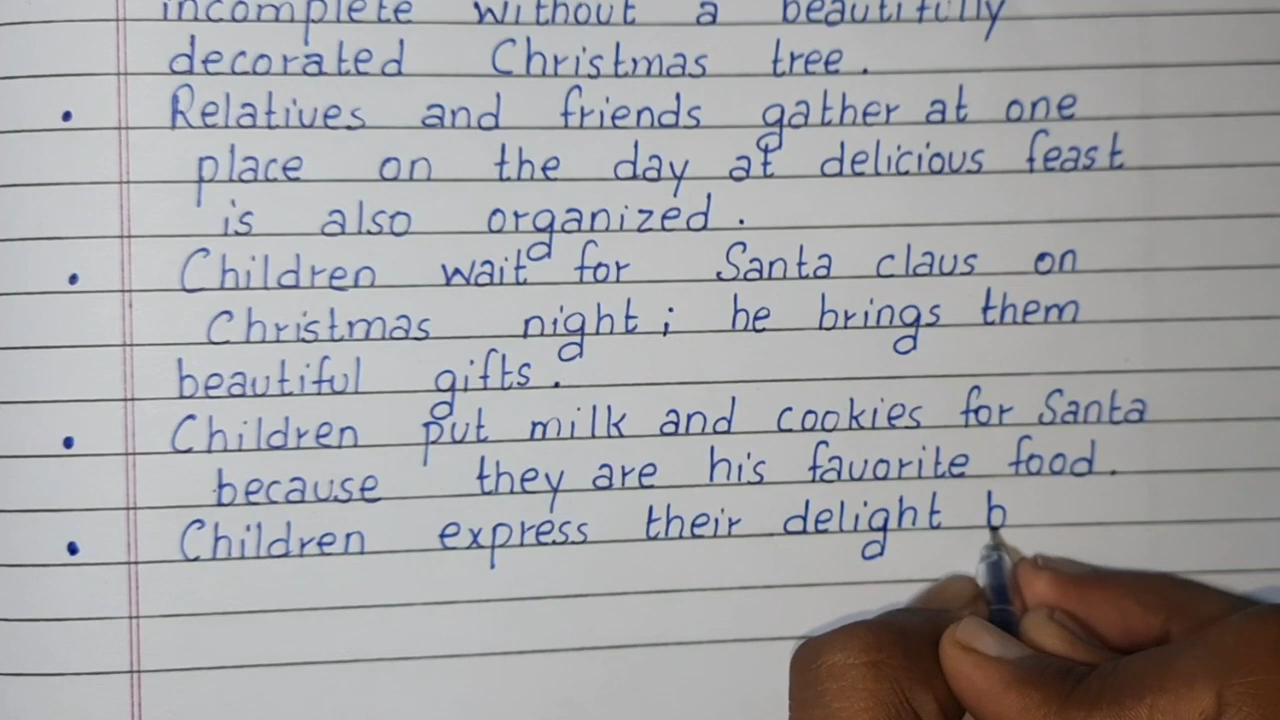 incomplete without a beautifully
decorated Christmas tree.
• Relatives and friends gather at one
place on the day at delicious feast
is also organized.
• Children wait for Santa claus on
Christmas night; he brings them
beautiful gifts.
• Children put milk and cookies for Santa
because they are his favorite food.
• Children express their delight b